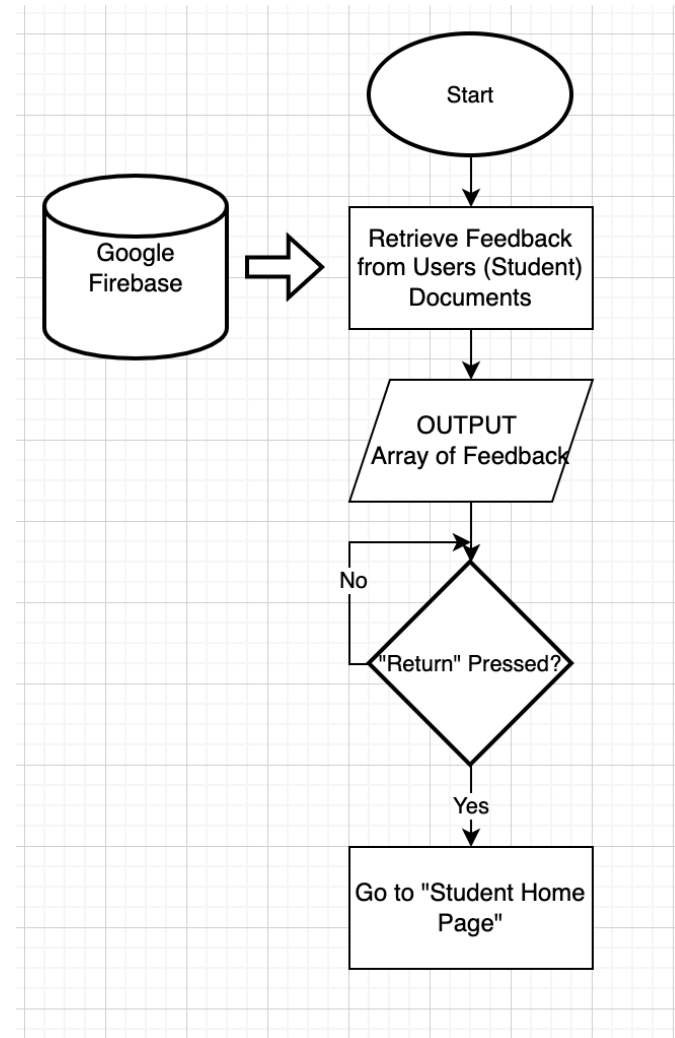 Start
Google
Firebase
Retrieve Feedback
from Users (Student)
Documents
OUTPUT
Array of Feedback
No
"Return" Pressed?
Yes
Go to "Student Home
Page"